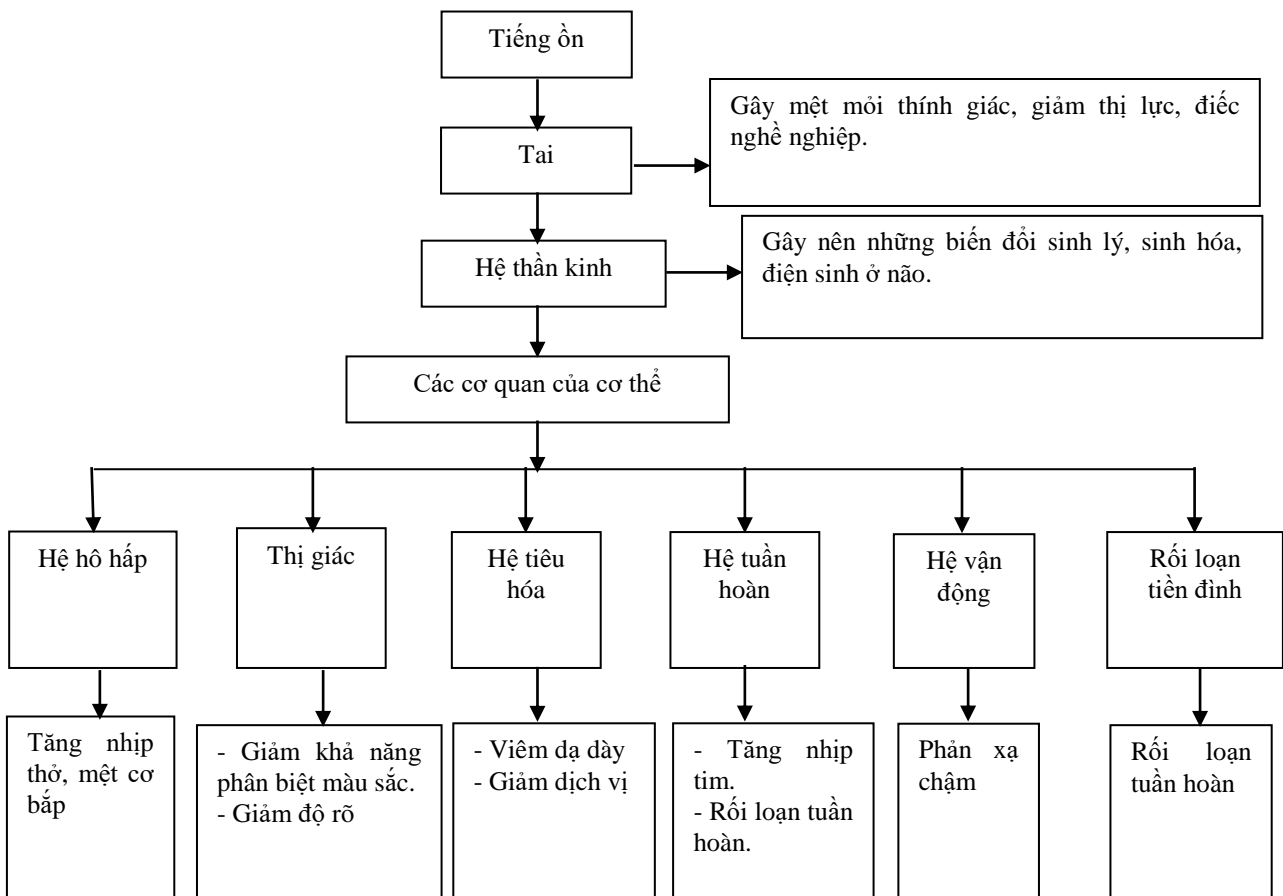 Tiếng ồn
Gây mệt mỏi thính giác, giảm thị lực, điếc
nghề nghiệp.
Tai
Gây nên những biến đổi sinh lý, sinh hóa,
điện sinh ở não.
Hệ thần kinh
Các cơ quan của cơ thể
Hệ hô hấp
Thị giác
Hệ tiêu
hóa
Hệ tuần
hoàn
Hệ vận
động
Rối loạn
tiền đình
Tăng nhịp
thở, mệt cơ
bắp
- Giảm khả năng
phân biệt màu sắc.
- Giảm độ rõ
- Viêm dạ dày
- Giảm dịch vị
- Tăng nhịp
tim.
- Rối loạn tuần
hoàn.
Phản xạ
chậm
Rối loạn
tuần hoàn